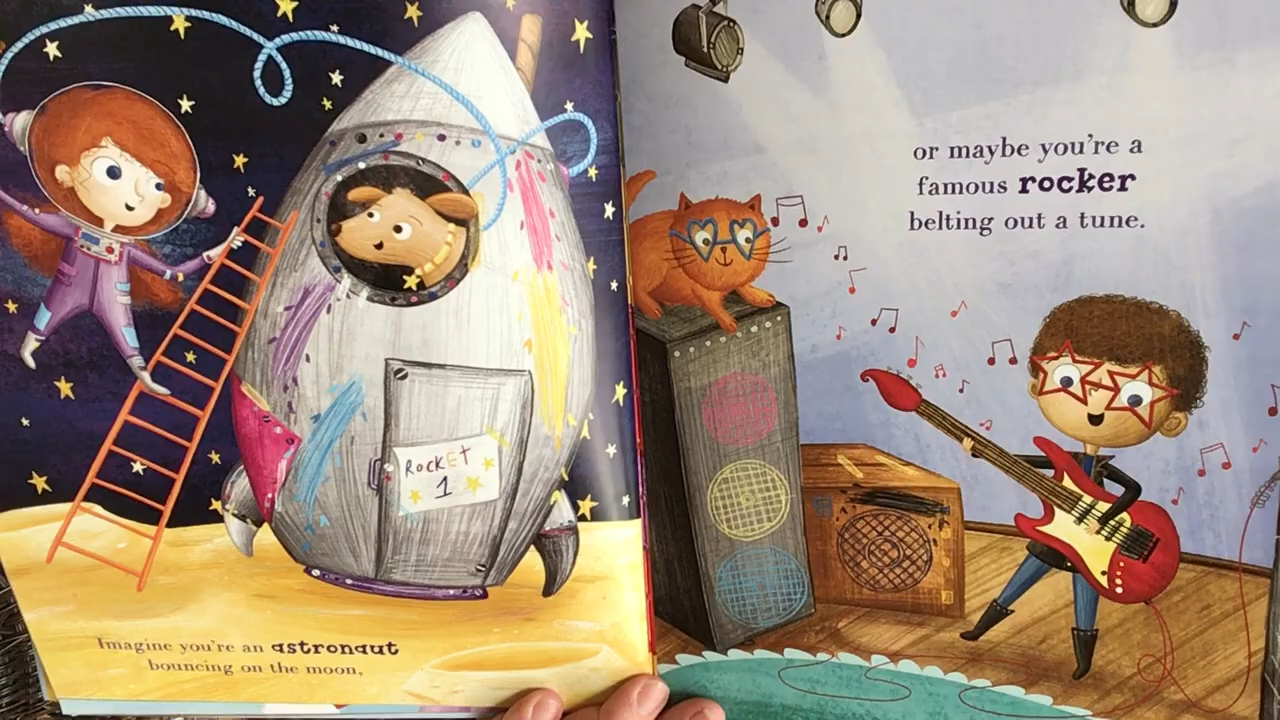 RocKEt
1
Imagine you're an astronaut
bouncing on the moon,
or maybe you're a
famous rocker
belting out a tune.